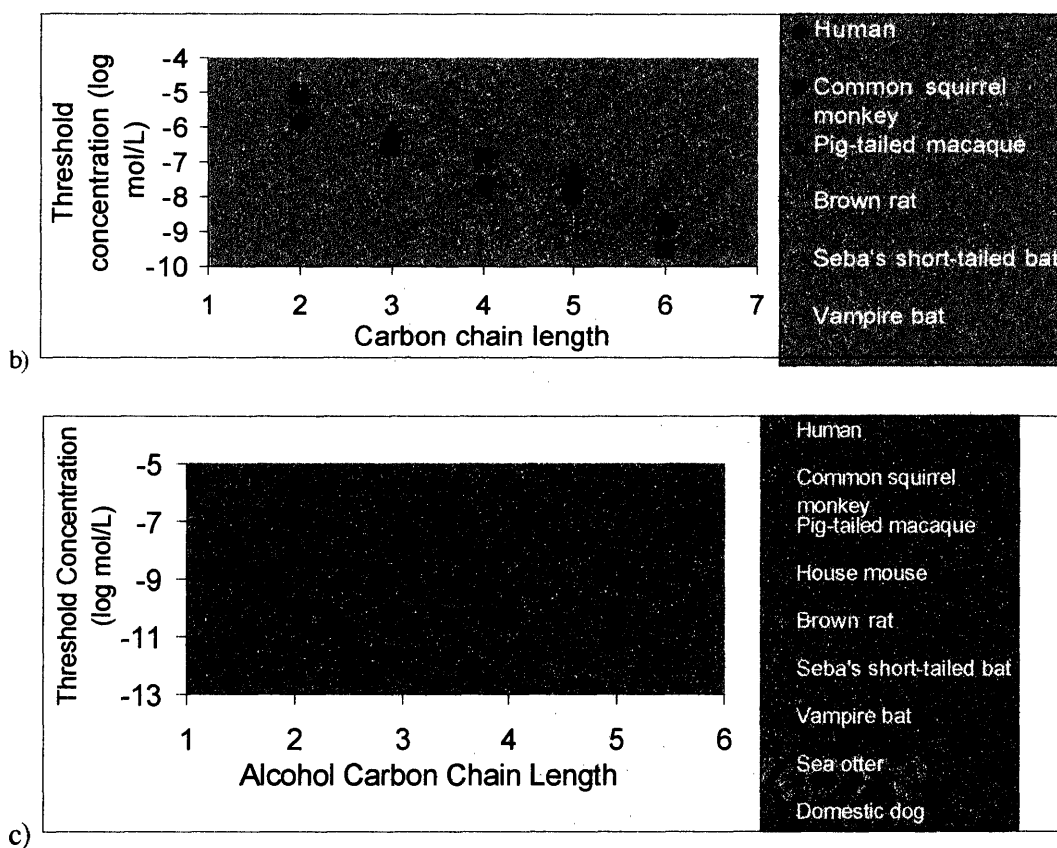 Threshold
concentration (log
mol/L)
-4
-5
-6
-7
-8
-9
-10
1 2 3 4 5 6 7
Carbon chain length
Human
Common squirrel
monkey
Pig-tailed macaque
Brown rat
Seba's short-tailed bat
Vampire bat
b)
Threshold Concentration
(log mol/L)
-5
-7
-9
-11
-13
1 2 3 4 5 6
Alcohol Carbon Chain Length
Human
Common squirrel
monkey
Pig-tailed macaque
House mouse
Brown rat
Seba's short-tailed bat
Vampire bat
Sea otter
Domestic dog
c)